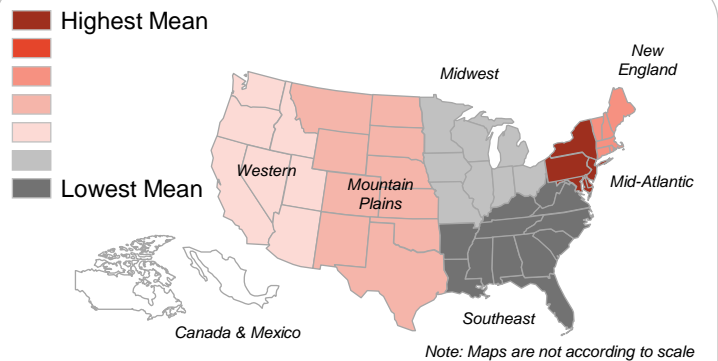 Highest Mean
Lowest Mean
New
England
Midwest
Western
Mountain
Plains
Mid-Atlantic
Southeast
Canada & Mexico
Note: Maps are not according to scale